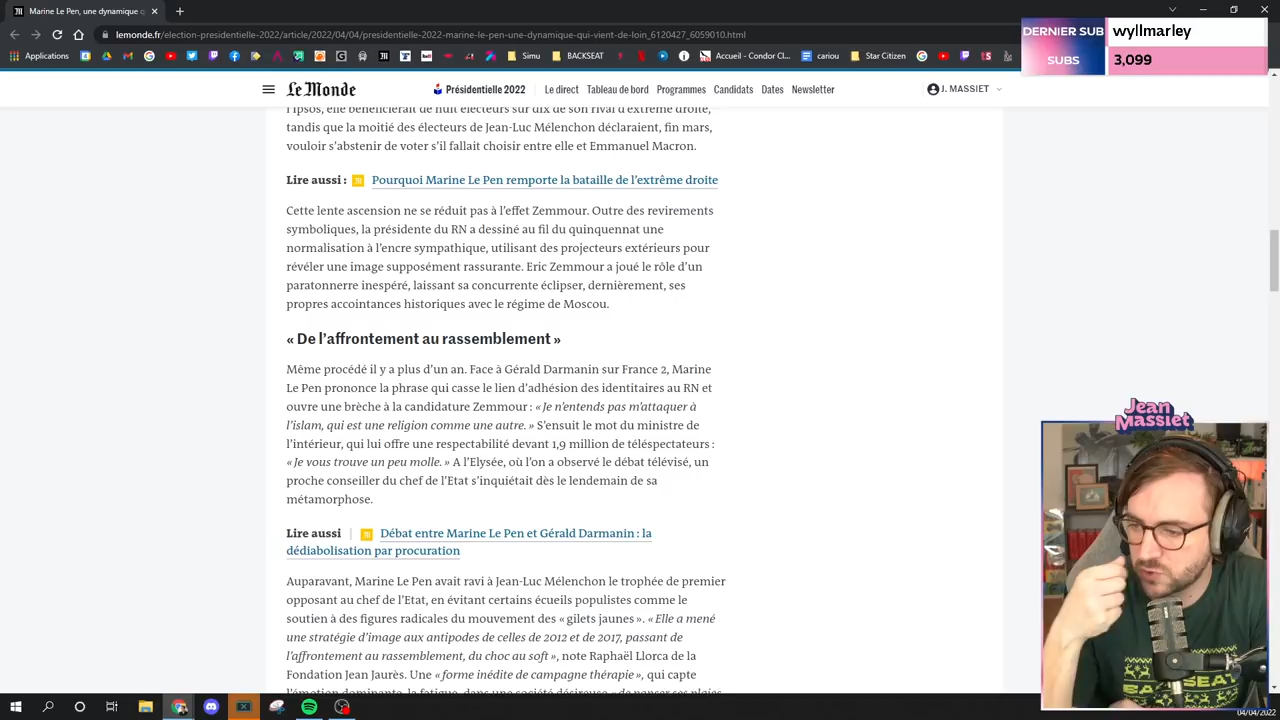 Marine Le Pen, une dynamique q
lemonde.fr/election-presidentielle-2022/article/2022/04/04/presidentielle-2022-marine-le-pen-une-dynamique-qui-vient-de-loin_6120427_6059010.html
Applications
Simu
BACKSEAT
Accueil - Condor Cl...
cariou
Star Citizen
DERNIER SUB
wyllmarley
SUBS
3,099
Le Monde
Présidentielle 2022
Le direct
Tableau de bord
Programmes
Candidats
Dates
Newsletter
J. MASSIET
l'Ipsos, elle bénéficierait de huit électeurs sur dix de son rival d'extrême droite,
tandis que la moitié des électeurs de Jean-Luc Mélenchon déclaraient, fin mars,
vouloir s'abstenir de voter s'il fallait choisir entre elle et Emmanuel Macron.
Lire aussi : Pourquoi Marine Le Pen remporte la bataille de l'extrême droite
Cette lente ascension ne se réduit pas à l'effet Zemmour. Outre des revirements
symboliques, la présidente du RN a dessiné au fil du quinquennat une
normalisation à l'encre sympathique, utilisant des projecteurs extérieurs pour
révéler une image supposément rassurante. Eric Zemmour a joué le rôle d'un
paratonnerre inespéré, laissant sa concurrente éclipser, dernièrement, ses
propres accointances historiques avec le régime de Moscou.
« De l'affrontement au rassemblement »
Même procédé il y a plus d'un an. Face à Gérald Darmanin sur France 2, Marine
Le Pen prononce la phrase qui casse le lien d'adhésion des identitaires au RN et
ouvre une brèche à la candidature Zemmour : « Je n'entends pas m'attaquer à
l'islam, qui est une religion comme une autre. » S'ensuit le mot du ministre de
l'intérieur, qui lui offre une respectabilité devant 1,9 million de téléspectateurs :
« Je vous trouve un peu molle. » A l'Elysée, où l'on a observé le débat télévisé, un
proche conseiller du chef de l'Etat s'inquiétait dès le lendemain de sa
métamorphose.
Lire aussi | Débat entre Marine Le Pen et Gérald Darmanin : la
dédiabolisation par procuration
Auparavant, Marine Le Pen avait ravi à Jean-Luc Mélenchon le trophée de premier
opposant au chef de l'Etat, en évitant certains écueils populistes comme le
soutien à des figures radicales du mouvement des « gilets jaunes ». « Elle a mené
une stratégie d'image aux antipodes de celles de 2012 et de 2017, passant de
l'affrontement au rassemblement, du choc au soft », note Raphaël Llorca de la
Fondation Jean Jaurès. Une « forme inédite de campagne thérapie », qui capte
l'émotion dominante, la fatigue, dans une société désireuse « de panser ses plaies
Jean
Massiet
04/04/2022